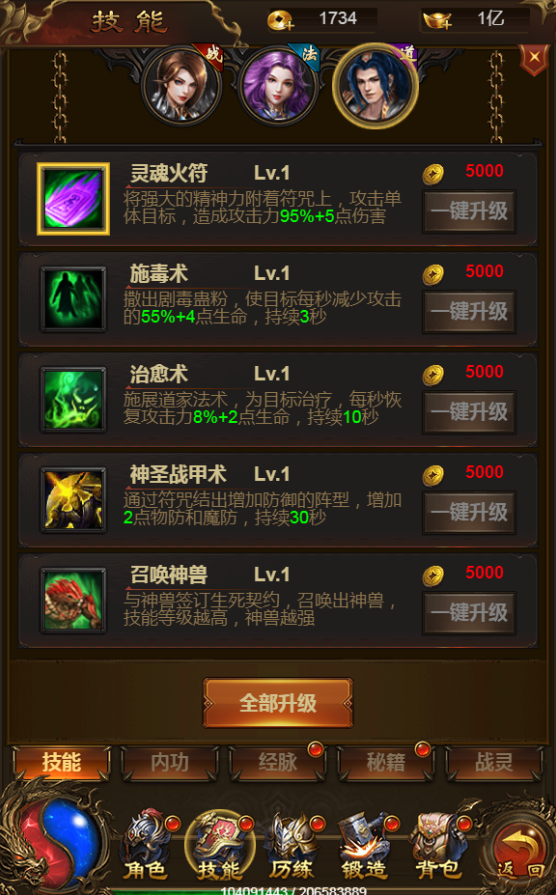 技能
1734
1亿
战
法
道
灵魂火符 Lv.1
5000
将强大的精神力附着符咒上，攻击单
体目标，造成攻击力95%+5点伤害
一键升级
施毒术 Lv.1
5000
撒出剧毒蛊粉，使目标每秒减少攻击
的55%+4点生命，持续3秒
一键升级
治愈术 Lv.1
5000
施展道家法术，为目标治疗，每秒恢
复攻击力8%+2点生命，持续10秒
一键升级
神圣战甲术 Lv.1
5000
通过符咒结出增加防御的阵型，增加
2点物防和魔防，持续30秒
一键升级
召唤神兽 Lv.1
5000
与神兽签订生死契约，召唤出神兽，
技能等级越高，神兽越强
一键升级
全部升级
技能 内功 经脉 秘籍 战灵
角色 技能 历练 锻造 背包 返回
104091443 / 206583889